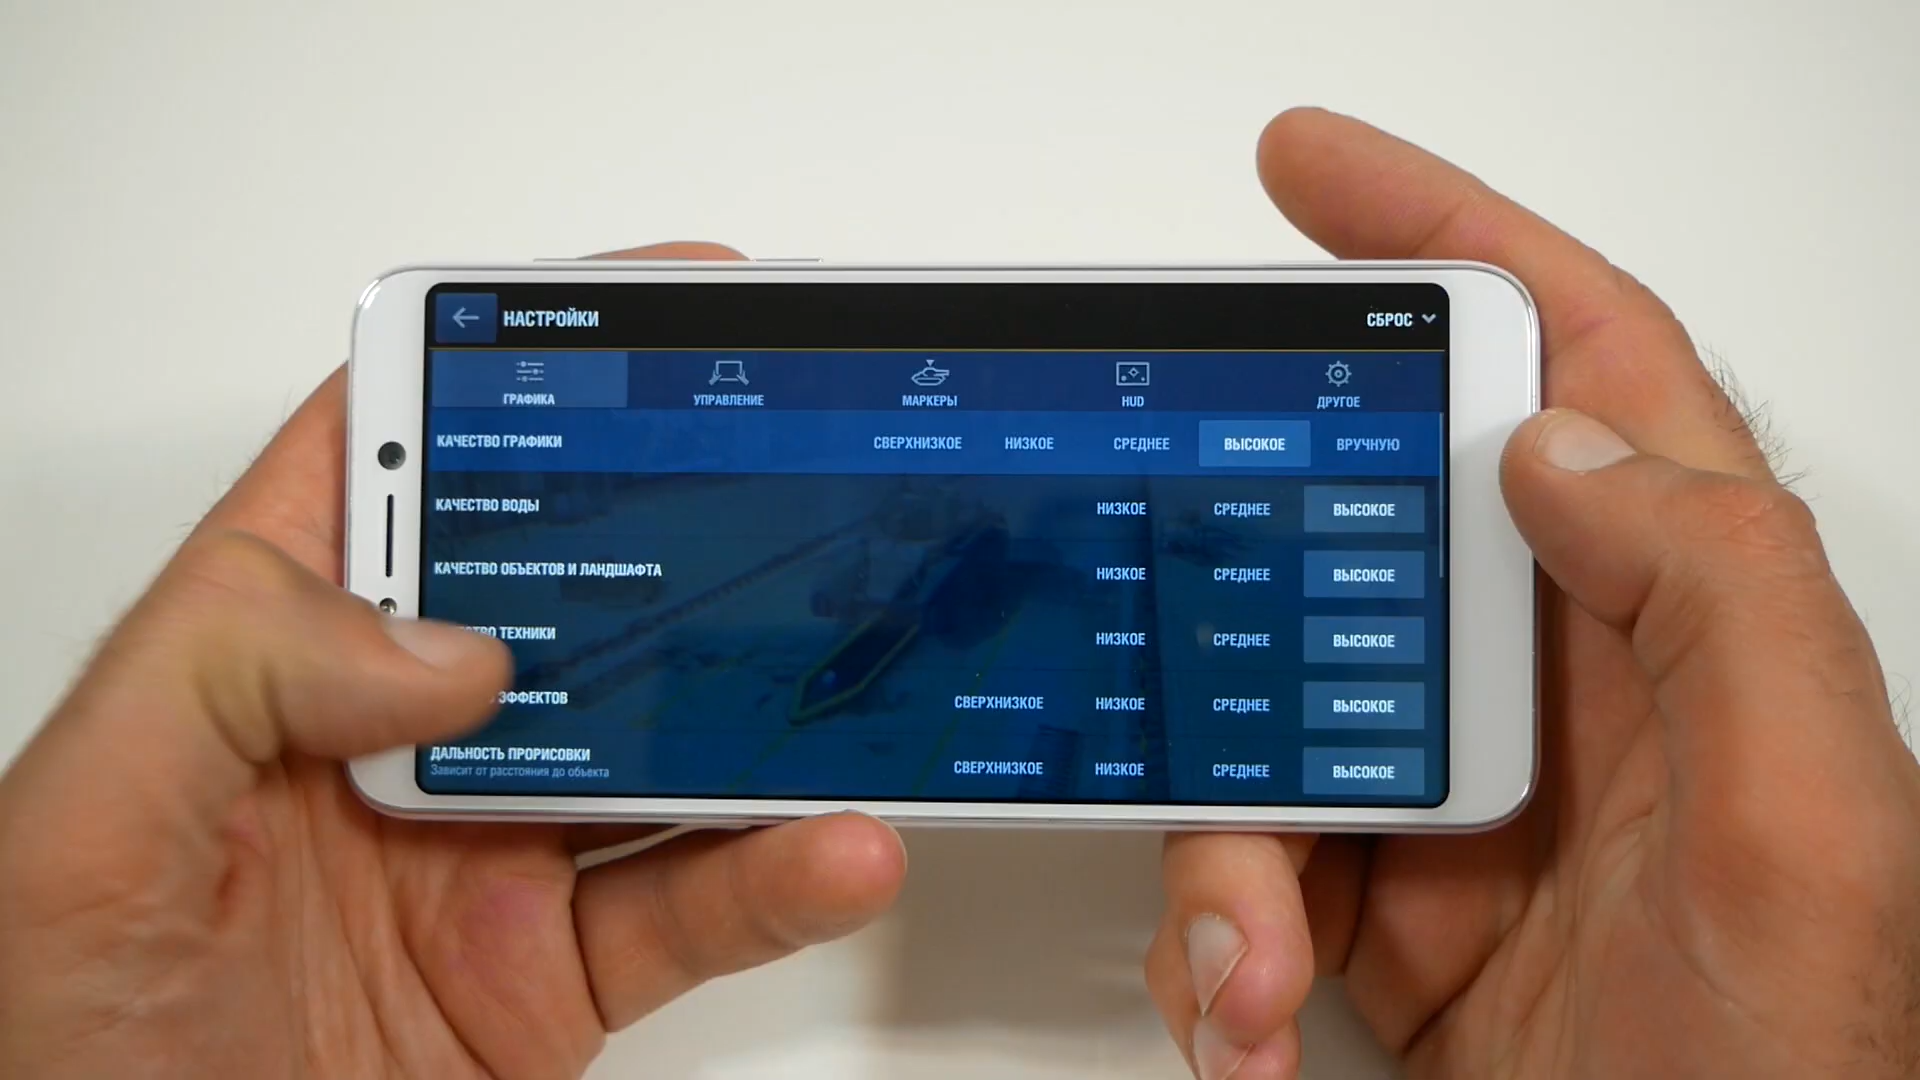 НАСТРОЙКИ СБРОС
ГРАФИКА УПРАВЛЕНИЕ МАРКЕРЫ HUD ДРУГОЕ
КАЧЕСТВО ГРАФИКИ СВЕРХНИЗКОЕ НИЗКОЕ СРЕДНЕЕ ВЫСОКОЕ ВРУЧНУЮ
КАЧЕСТВО ВОДЫ НИЗКОЕ СРЕДНЕЕ ВЫСОКОЕ
КАЧЕСТВО ОБЪЕКТОВ И ЛАНДШАФТА НИЗКОЕ СРЕДНЕЕ ВЫСОКОЕ
ТЕХНИКИ НИЗКОЕ СРЕДНЕЕ ВЫСОКОЕ
ЭФФЕКТОВ СВЕРХНИЗКОЕ НИЗКОЕ СРЕДНЕЕ ВЫСОКОЕ
ДАЛЬНОСТЬ ПРОРИСОВКИ СВЕРХНИЗКОЕ НИЗКОЕ СРЕДНЕЕ ВЫСОКОЕ
Зависит от расстояния до объекта